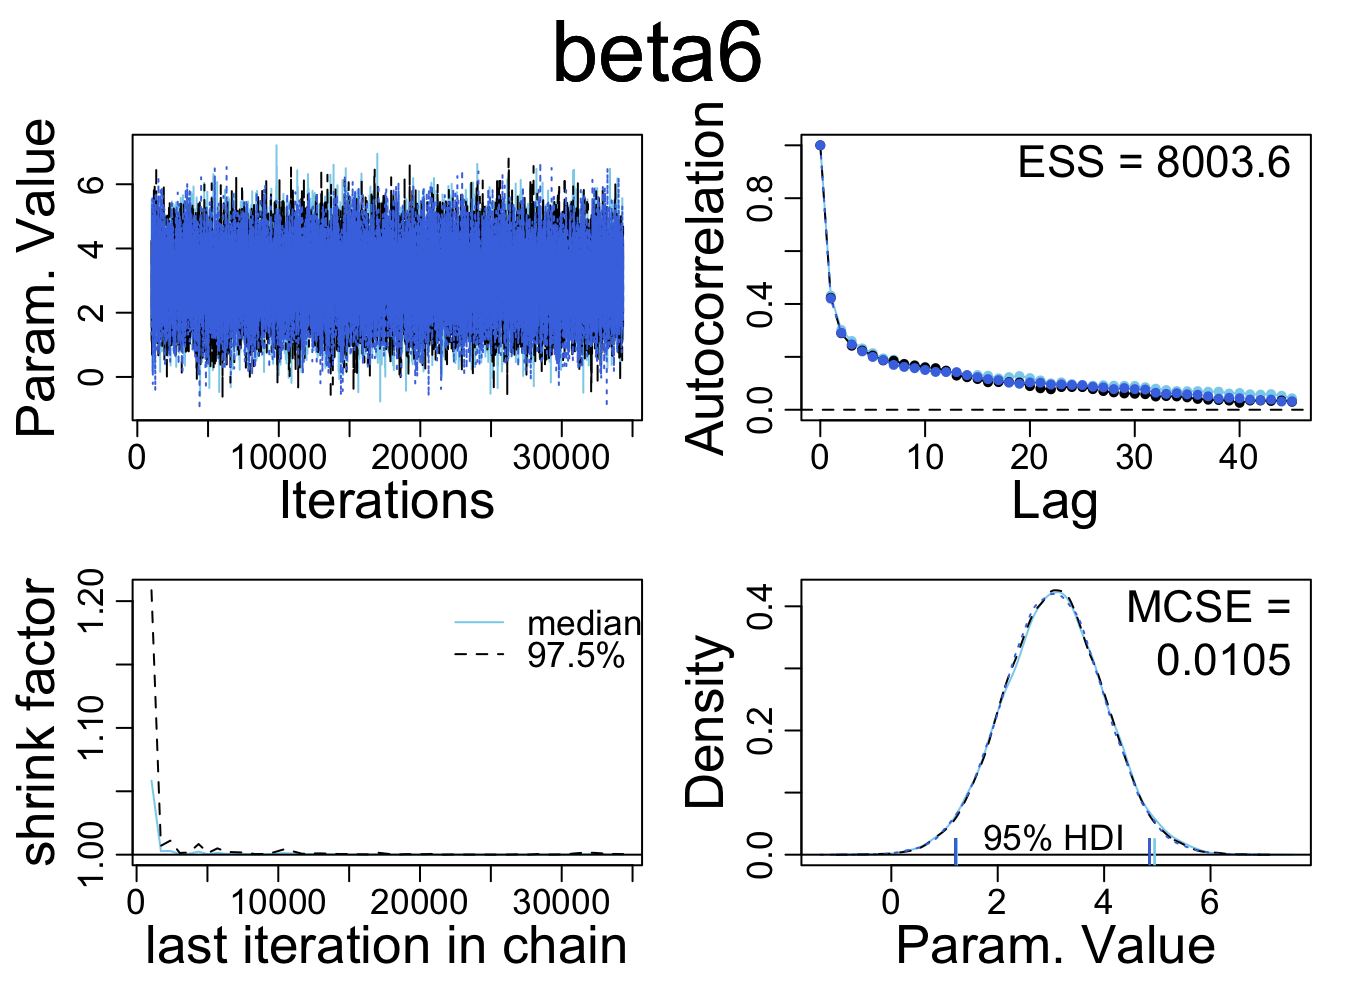 beta6
Param. Value
6
4
2
0
0
10000
20000
30000
Iterations
Autocorrelation
0.8
0.4
0.0
ESS = 8003.6
0
10
20
30
40
Lag
shrink factor
1.20
1.10
1.00
median
97.5%
0
10000
20000
30000
last iteration in chain
Density
0.4
0.2
0.0
MCSE =
0.0105
95% HDI
0
2
4
6
Param. Value